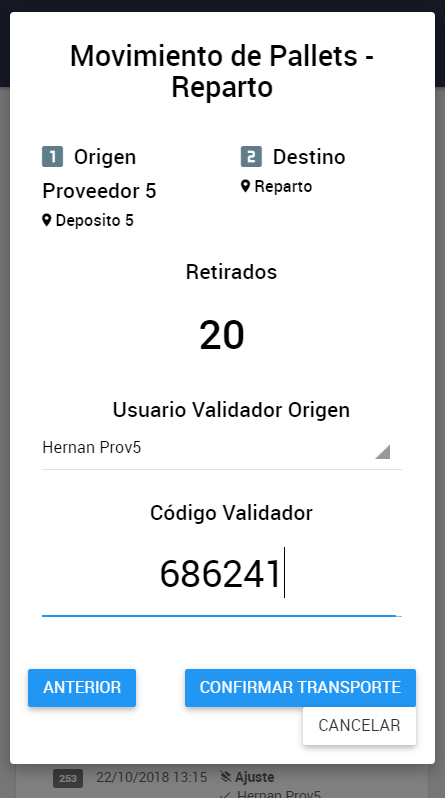 Movimiento de Pallets -
Reparto
1 Origen
Proveedor 5
Deposito 5
2 Destino
Reparto
Retirados
20
Usuario Validador Origen
Hernan Prov5
Código Validador
686241
ANTERIOR
CONFIRMAR TRANSPORTE
CANCELAR
253 22/10/2018 13:15 Ajuste
Hernan Prov5